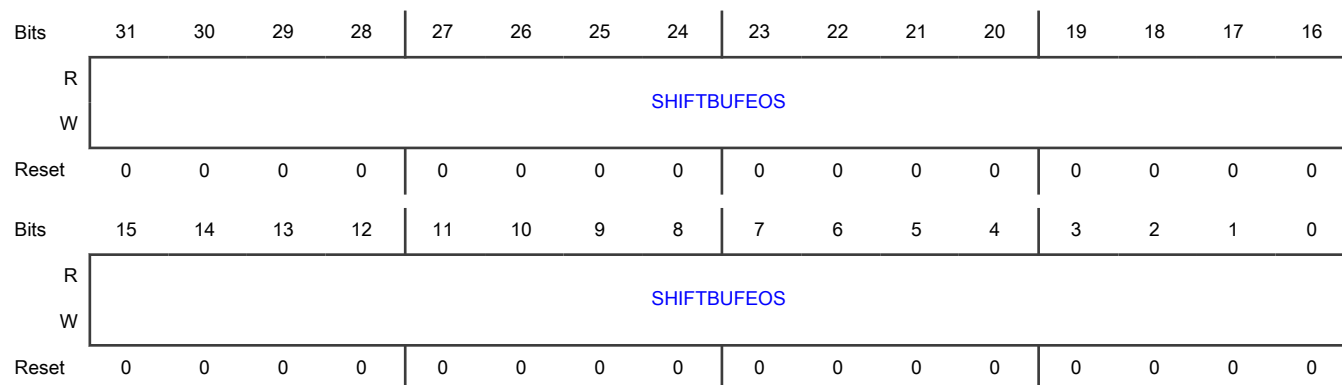 Bits 31 30 29 28 27 26 25 24 23 22 21 20 19 18 17 16
R
SHIFTBUFEOS
W
Reset 0 0 0 0 0 0 0 0 0 0 0 0 0 0 0 0
Bits 15 14 13 12 11 10 9 8 7 6 5 4 3 2 1 0
R
SHIFTBUFEOS
W
Reset 0 0 0 0 0 0 0 0 0 0 0 0 0 0 0 0